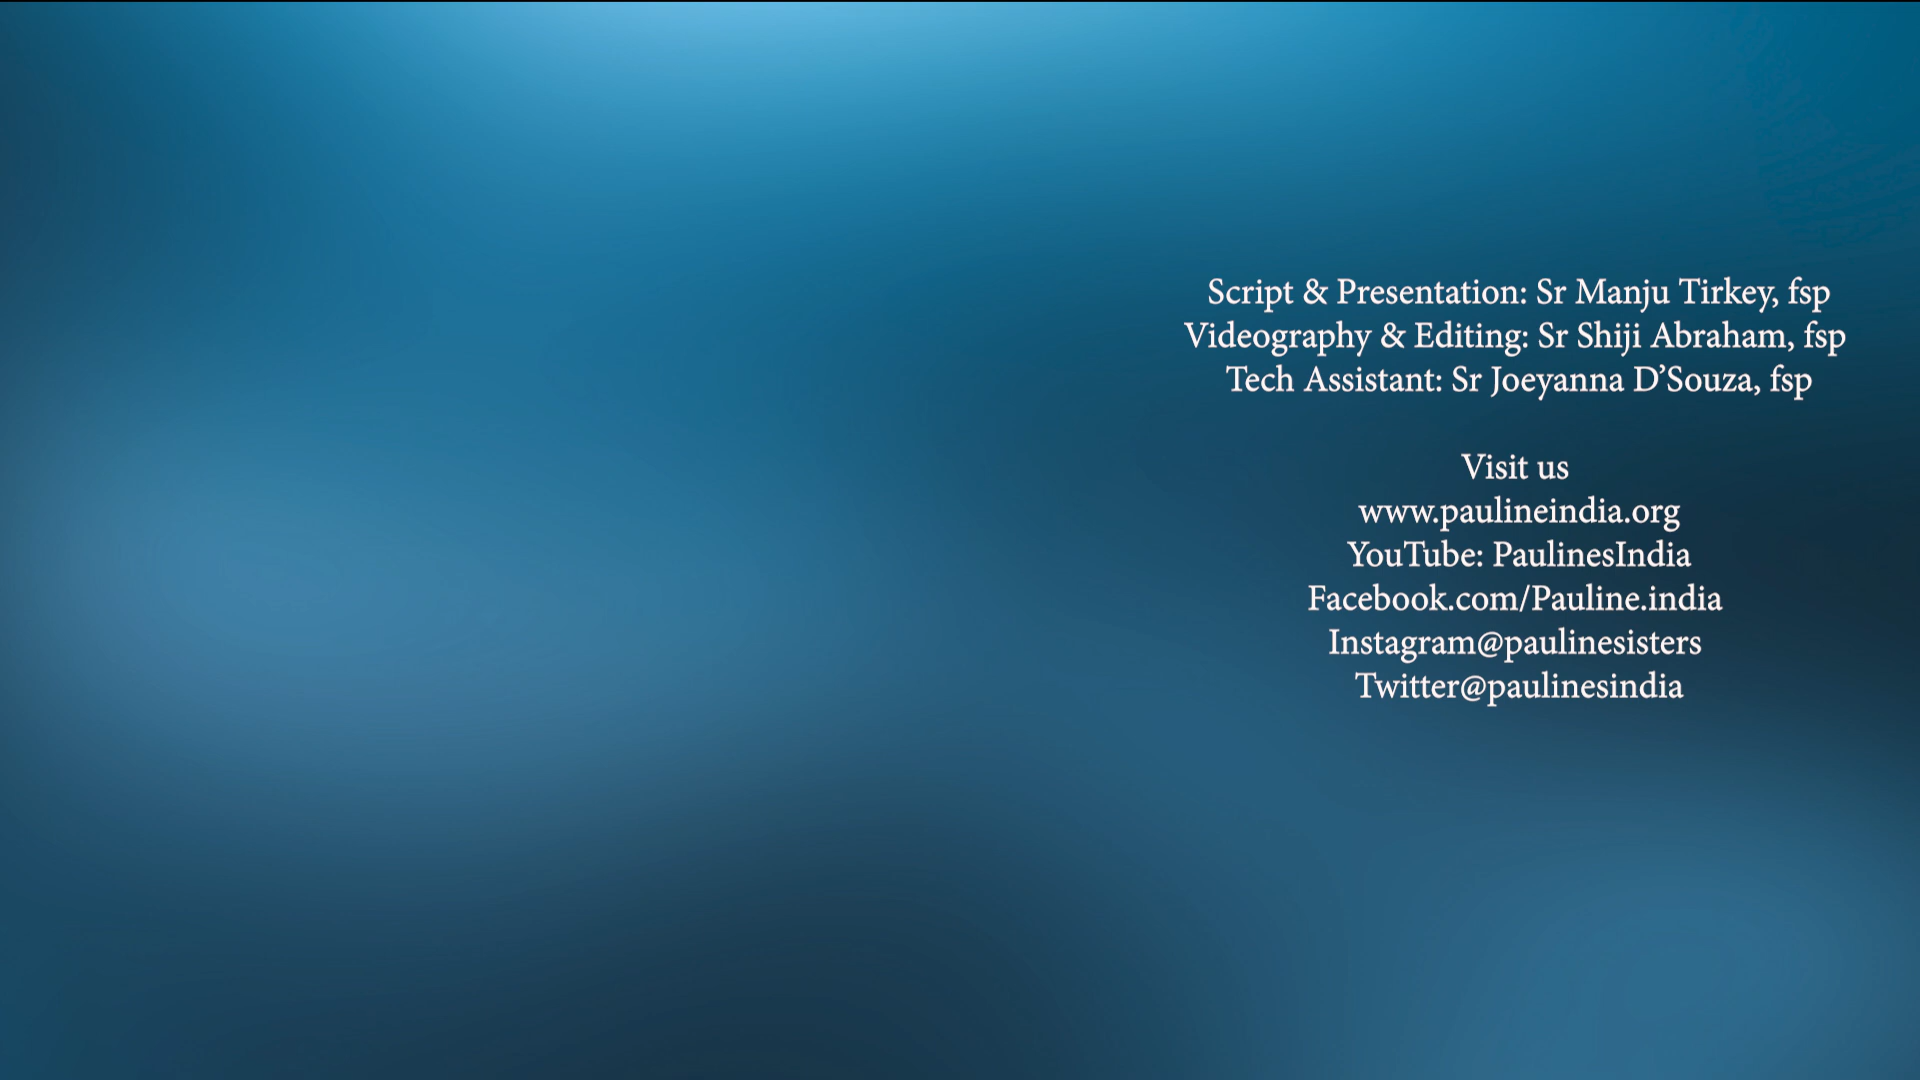 Script & Presentation: Sr Manju Tirkey, fsp
Videography & Editing: Sr Shiji Abraham, fsp
Tech Assistant: Sr Joeyanna D’Souza, fsp
Visit us
www.paulineindia.org
YouTube: PaulinesIndia
Facebook.com/Pauline.india
Instagram@paulinesisters
Twitter@paulinesindia